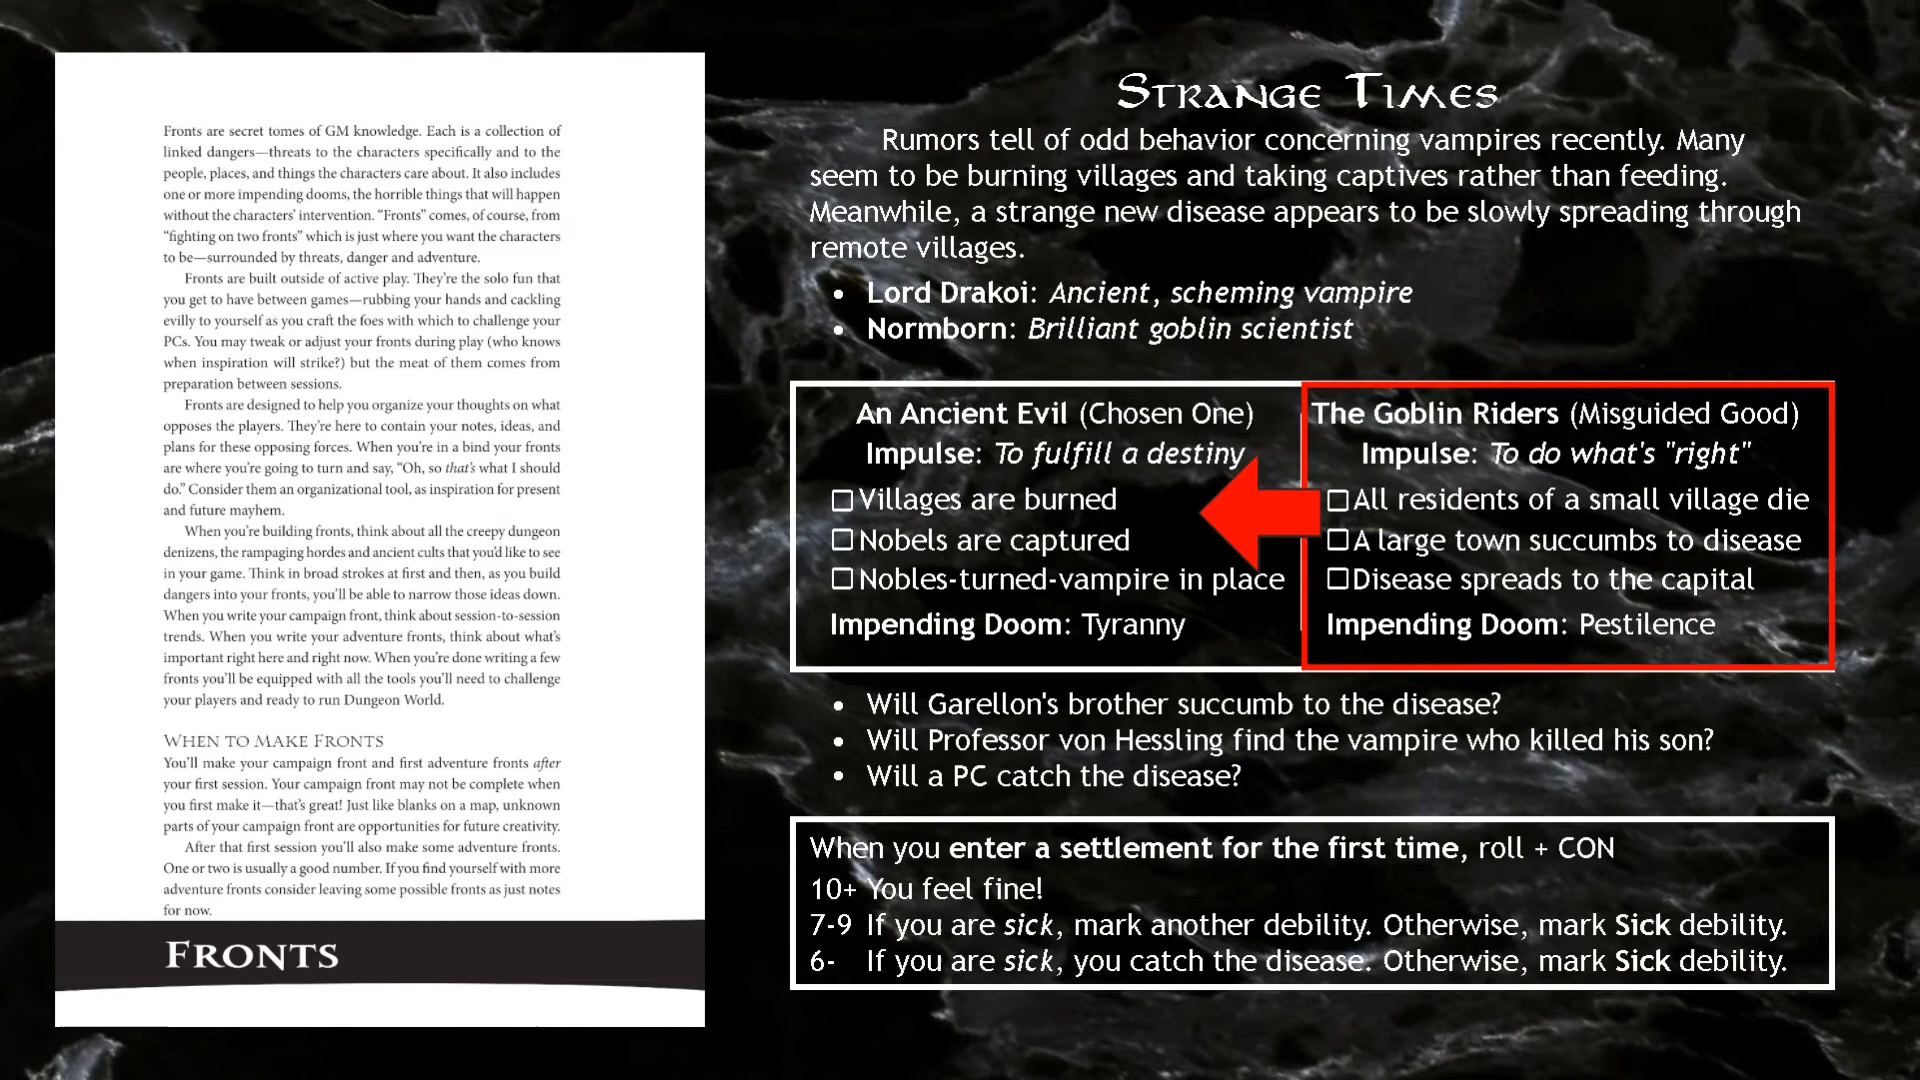 Fronts are secret tomes of GM knowledge. Each is a collection of
linked dangers—threats to the characters specifically and to the
people, places, and things the characters care about. It also includes
one or more impending dooms, the horrible things that will happen
without the characters’ intervention. “Fronts” comes, of course, from
“fighting on two fronts” which is just where you want the characters
to be—surrounded by threats, danger and adventure.
Fronts are built outside of active play. They’re the solo fun that
you get to have between games—rubbing your hands and cackling
evilly to yourself as you craft the foes with which to challenge your
PCs. You may tweak or adjust your fronts during play (who knows
when inspiration will strike?) but the meat of them comes from
preparation between sessions.
Fronts are designed to help you organize your thoughts on what
opposes the players. They’re here to contain your notes, ideas, and
plans for these opposing forces. When you’re in a bind your fronts
are where you’re going to turn and say, “Oh, so that’s what I should
do.” Consider them an organizational tool, as inspiration for present
and future mayhem.
When you’re building fronts, think about all the creepy dungeon
denizens, the rampaging hordes and ancient cults that you’d like to see
in your game. Think in broad strokes at first and then, as you build
dangers into your fronts, you’ll be able to narrow those ideas down.
When you write your campaign front, think about session-to-session
trends. When you write your adventure fronts, think about what’s
important right here and right now. When you’re done writing a few
fronts you’ll be equipped with all the tools you’ll need to challenge
your players and ready to run Dungeon World.
When to Make Fronts
You’ll make your campaign front and first adventure fronts after
your first session. Your campaign front may not be complete when
you first make it—that’s great! Just like blanks on a map, unknown
parts of your campaign front are opportunities for future creativity.
After that first session you’ll also make some adventure fronts.
One or two is usually a good number. If you find yourself with more
adventure fronts consider leaving some possible fronts as just notes
for now.
Fronts
Strange Times
Rumors tell of odd behavior concerning vampires recently. Many
seem to be burning villages and taking captives rather than feeding.
Meanwhile, a strange new disease appears to be slowly spreading through
remote villages.
• Lord Drakoi: Ancient, scheming vampire
• Normborn: Brilliant goblin scientist
An Ancient Evil (Chosen One)
Impulse: To fulfill a destiny
☐ Villages are burned
☐ Nobels are captured
☐ Nobles-turned-vampire in place
Impending Doom: Tyranny
The Goblin Riders (Misguided Good)
Impulse: To do what's "right"
☐ All residents of a small village die
☐ A large town succumbs to disease
☐ Disease spreads to the capital
Impending Doom: Pestilence
• Will Garellon's brother succumb to the disease?
• Will Professor von Hessling find the vampire who killed his son?
• Will a PC catch the disease?
When you enter a settlement for the first time, roll + CON
10+ You feel fine!
7-9 If you are sick, mark another debility. Otherwise, mark Sick debility.
6- If you are sick, you catch the disease. Otherwise, mark Sick debility.